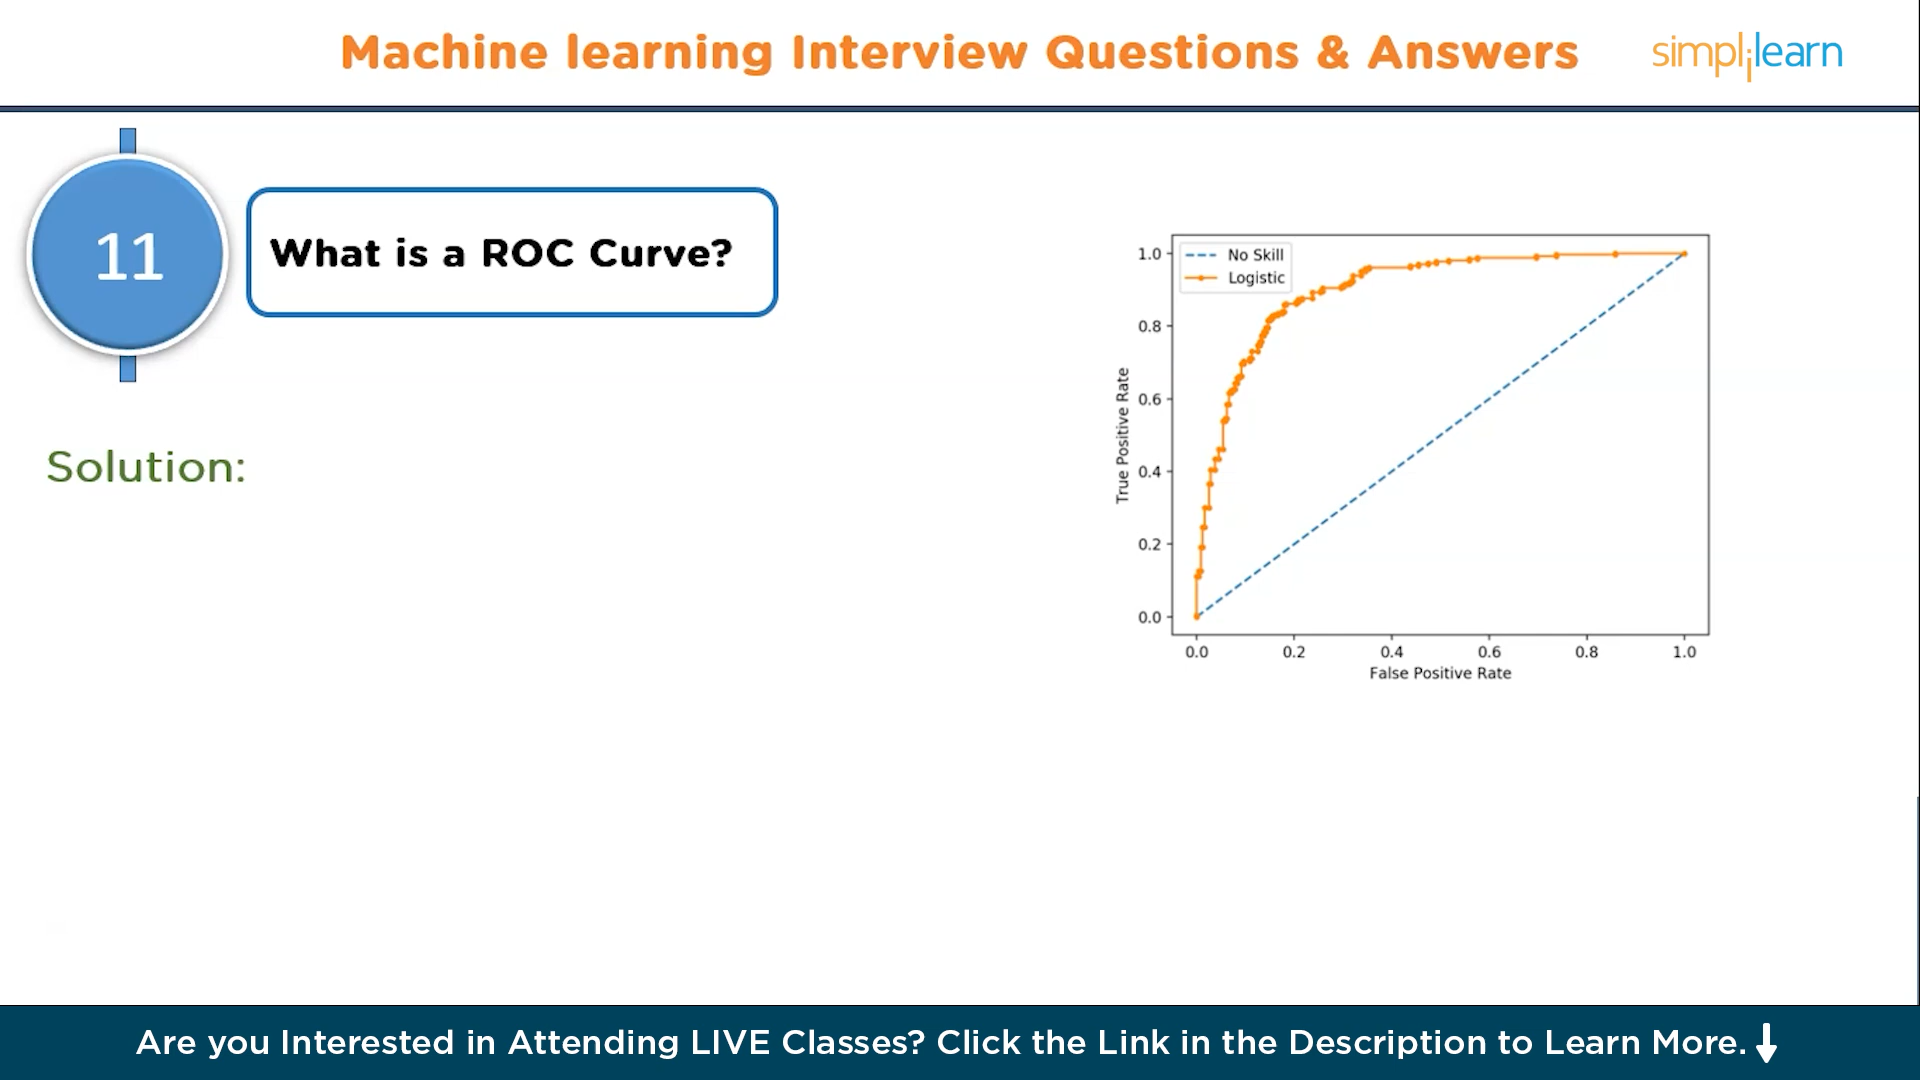 Machine learning Interview Questions & Answers
simplilearn
11
What is a ROC Curve?
Solution:
No Skill
Logistic
True Positive Rate
1.0
0.8
0.6
0.4
0.2
0.0
0.0 0.2 0.4 0.6 0.8 1.0
False Positive Rate
Are you Interested in Attending LIVE Classes? Click the Link in the Description to Learn More.